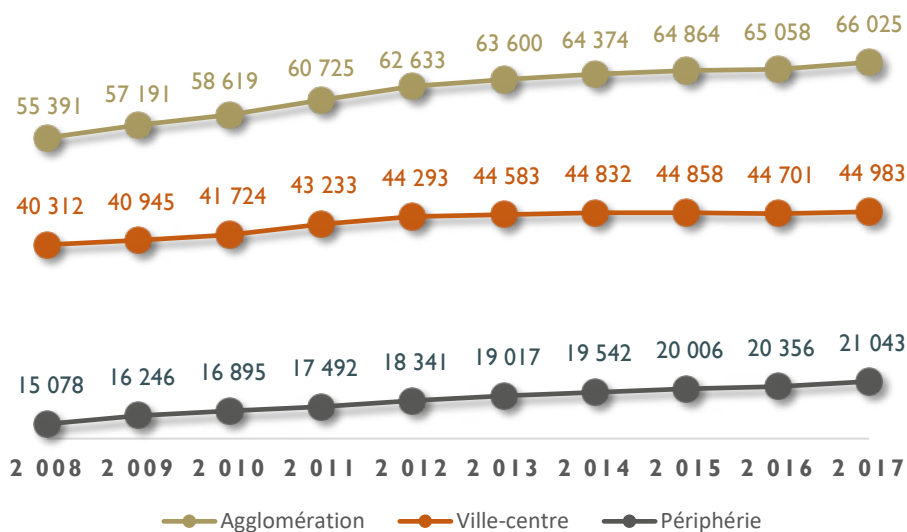 55 391 57 191 58 619 60 725 62 633 63 600 64 374 64 864 65 058 66 025
40 312 40 945 41 724 43 233 44 293 44 583 44 832 44 858 44 701 44 983
15 078 16 246 16 895 17 492 18 341 19 017 19 542 20 006 20 356 21 043
2 008 2 009 2 010 2 011 2 012 2 013 2 014 2 015 2 016 2 017
Agglomération Ville-centre Périphérie